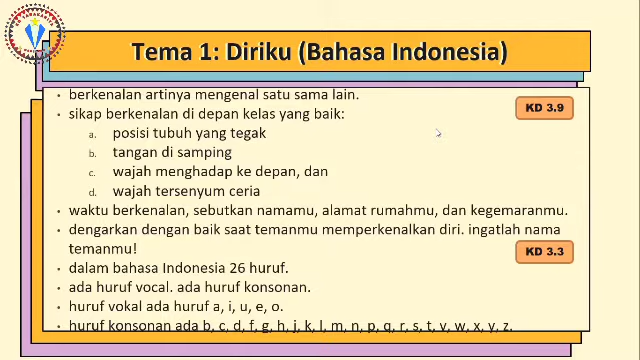 Tema 1: Diriku (Bahasa Indonesia)
• berkenalan artinya mengenal satu sama lain.
KD 3.9
• sikap berkenalan di depan kelas yang baik:
a. posisi tubuh yang tegak
b. tangan di samping
c. wajah menghadap ke depan, dan
d. wajah tersenyum ceria
• waktu berkenalan, sebutkan namamu, alamat rumahmu, dan kegemaranmu.
• dengarkan dengan baik saat temanmu memperkenalkan diri. ingatlah nama
temanmu!
KD 3.3
• dalam bahasa Indonesia 26 huruf.
• ada huruf vocal. ada huruf konsonan.
• huruf vokal ada huruf a, i, u, e, o.
• huruf konsonan ada b, c, d, f, g, h, j, k, l, m, n, p, q, r, s, t, v, w, x, y, z.